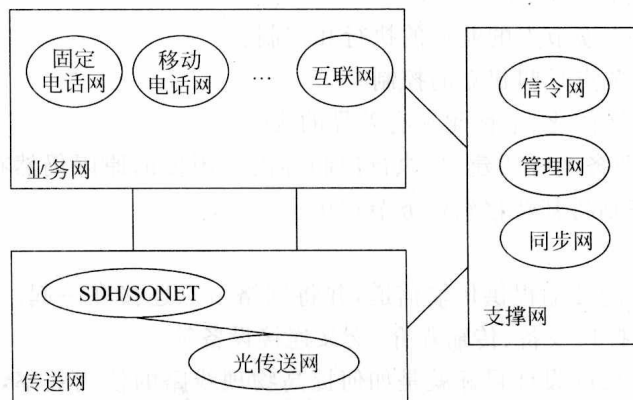 固定
电话网
移动
电话网
…
互联网
业务网
信令网
管理网
同步网
支撑网
SDH/SONET
光传送网
传送网